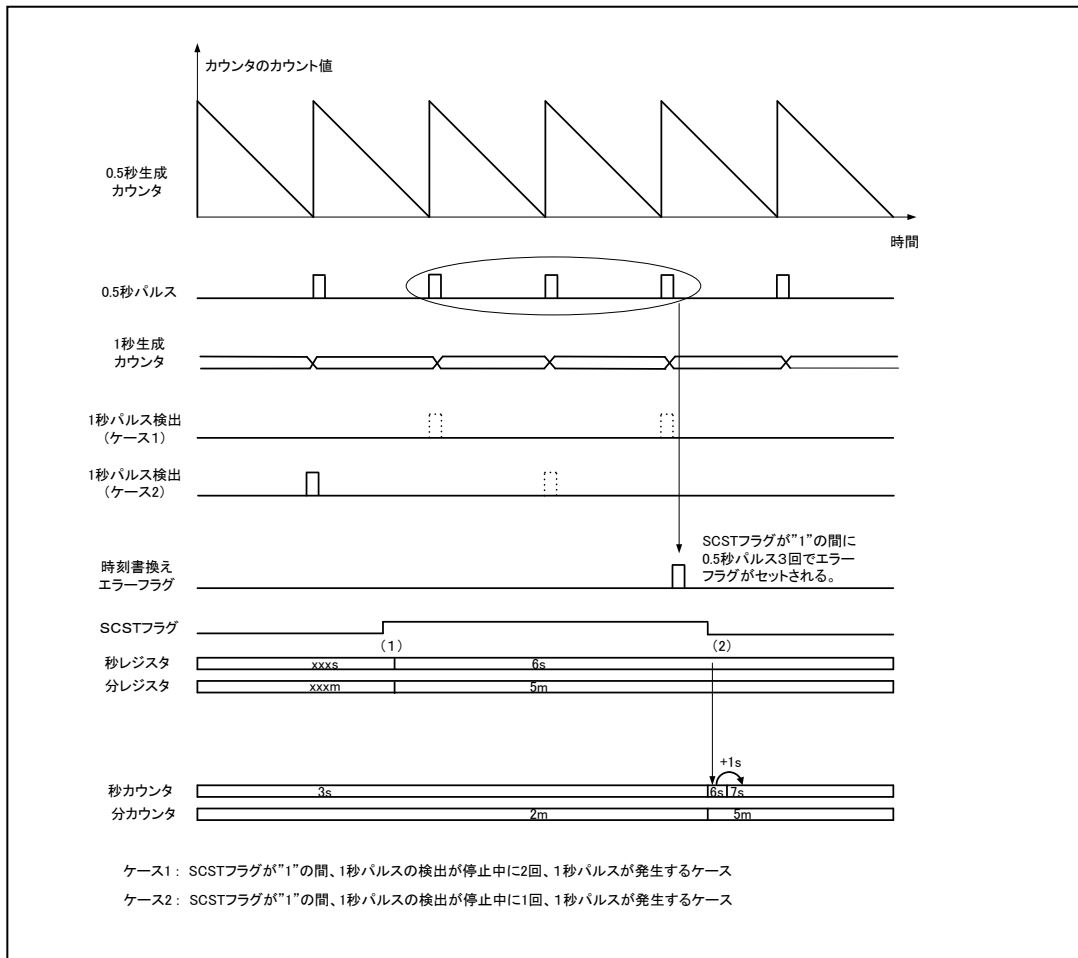 カウンタのカウント値
0.5秒生成
カウンタ
時間
0.5秒パルス
1秒生成
カウンタ
1秒パルス検出
（ケース1）
1秒パルス検出
（ケース2）
SCSTフラグが”1”の間に
0.5秒パルス3回でエラー
フラグがセットされる。
時刻書換え
エラーフラグ
SCSTフラグ
（1）
（2）
秒レジスタ
xxxs
6s
分レジスタ
xxxm
5m
+1s
秒カウンタ
3s
6s
7s
分カウンタ
2m
5m
ケース1： SCSTフラグが”1”の間、1秒パルスの検出が停止中に2回、1秒パルスが発生するケース
ケース2： SCSTフラグが”1”の間、1秒パルスの検出が停止中に1回、1秒パルスが発生するケース